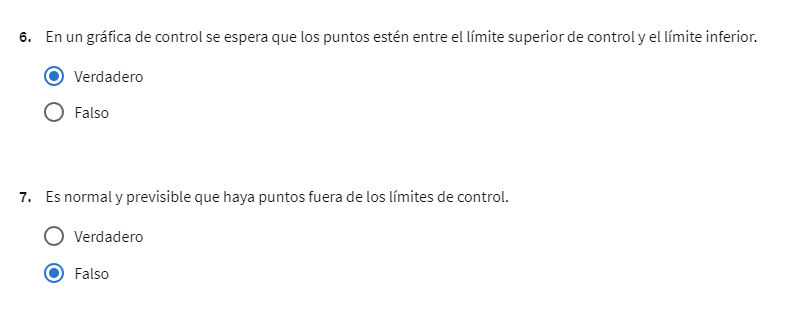 6. En un gráfica de control se espera que los puntos estén entre el límite superior de control y el límite inferior.
Verdadero
Falso
7. Es normal y previsible que haya puntos fuera de los límites de control.
Verdadero
Falso